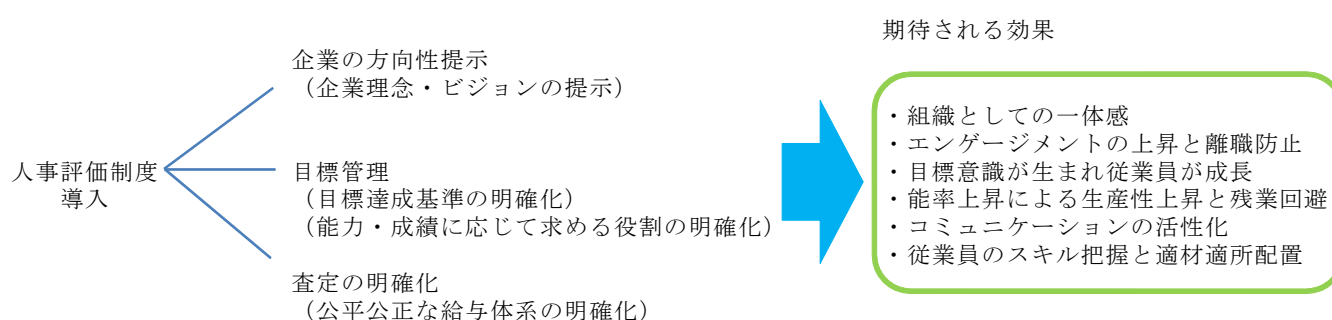 人事評価制度
導入
企業の方向性提示
（企業理念・ビジョンの提示）
目標管理
（目標達成基準の明確化）
（能力・成績に応じて求める役割の明確化）
査定の明確化
（公平公正な給与体系の明確化）
期待される効果
・組織としての一体感
・エンゲージメントの上昇と離職防止
・目標意識が生まれ従業員が成長
・能率上昇による生産性上昇と残業回避
・コミュニケーションの活性化
・従業員のスキル把握と適材適所配置